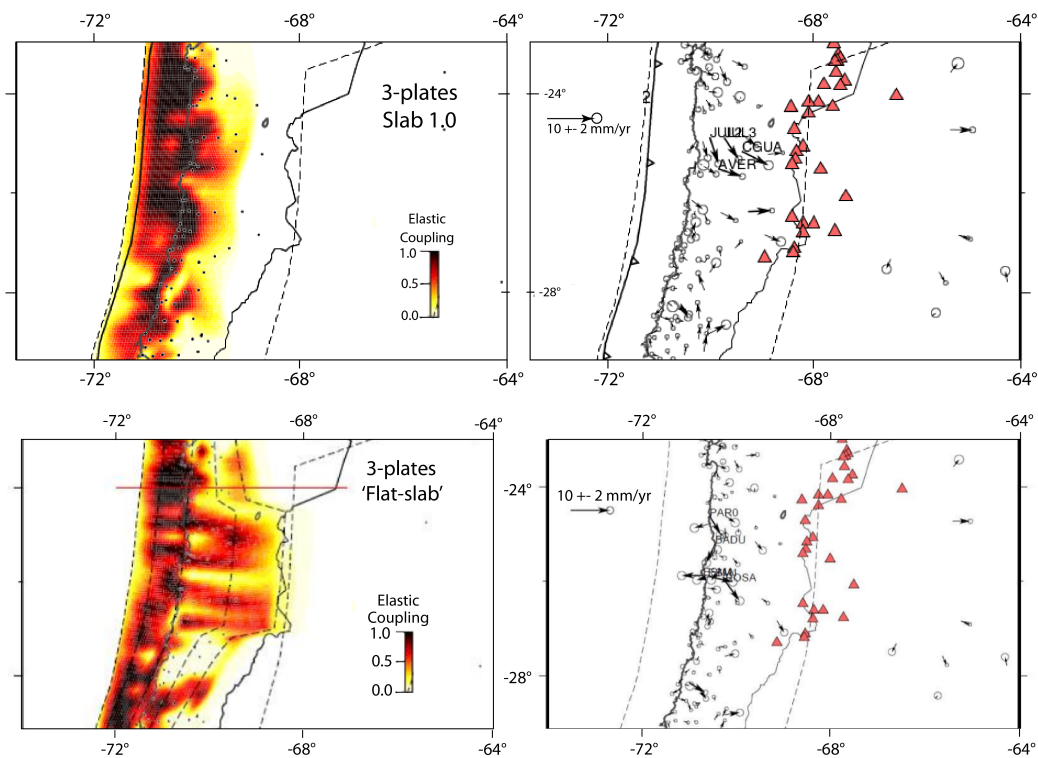 -72° -68° -64° -72° -68° -64°
3-plates
Slab 1.0
Elastic
Coupling
1.0
0.5
0.0
-72° -68° -64°
-24°
10 +- 2 mm/yr
CGUA
AVER
-28°
-72° -68° -64°
-72° -68° -64° -72° -68° -64°
3-plates
'Flat-slab'
Elastic
Coupling
1.0
0.5
0.0
-72° -68° -64°
-24°
10 +- 2 mm/yr
PAR0
BADU
-28°
-72° -68° -64°